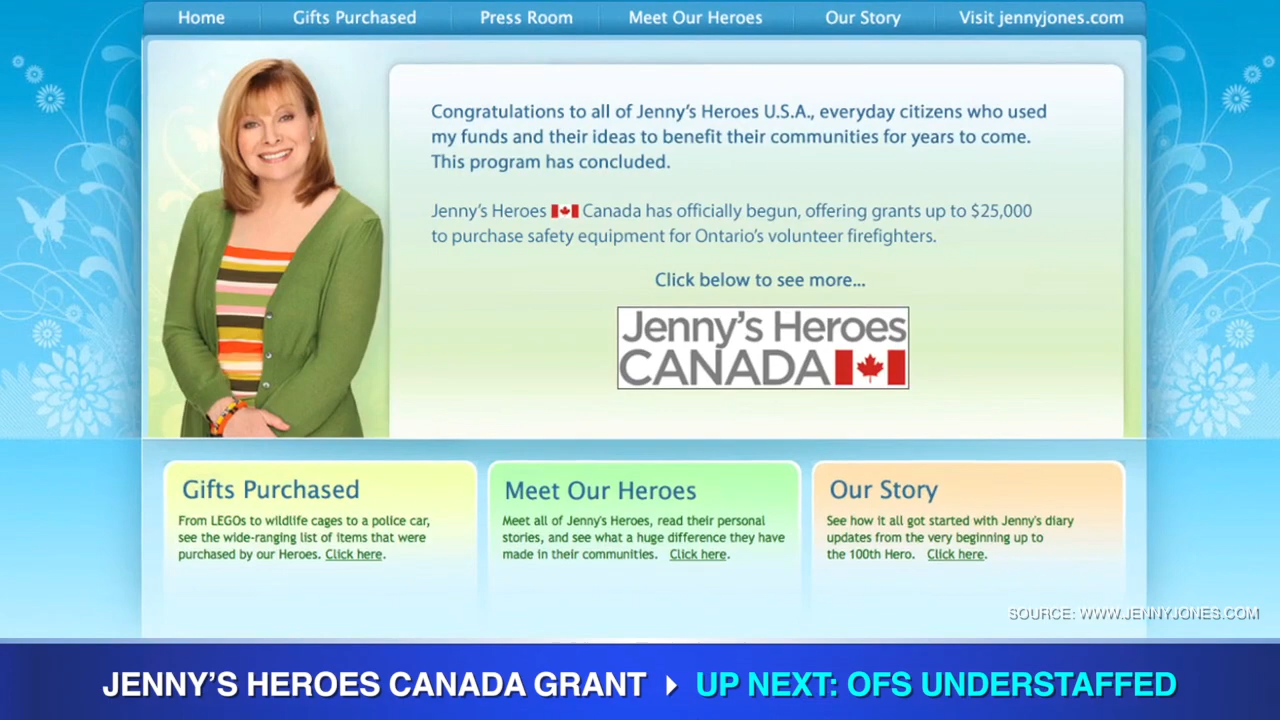 Home Gifts Purchased Press Room Meet Our Heroes Our Story Visit jennyjones.com
Congratulations to all of Jenny's Heroes U.S.A., everyday citizens who used
my funds and their ideas to benefit their communities for years to come.
This program has concluded.
Jenny's Heroes Canada has officially begun, offering grants up to $25,000
to purchase safety equipment for Ontario's volunteer firefighters.
Click below to see more...
Jenny's Heroes
CANADA
Gifts Purchased
From LEGOs to wildlife cages to a police car,
see the wide-ranging list of items that were
purchased by our Heroes. Click here.
Meet Our Heroes
Meet all of Jenny's Heroes, read their personal
stories, and see what a huge difference they have
made in their communities. Click here.
Our Story
See how it all got started with Jenny's diary
updates from the very beginning up to
the 100th Hero. Click here.
SOURCE: WWW.JENNYJONES.COM
JENNY'S HEROES CANADA GRANT UP NEXT: OFS UNDERSTAFFED